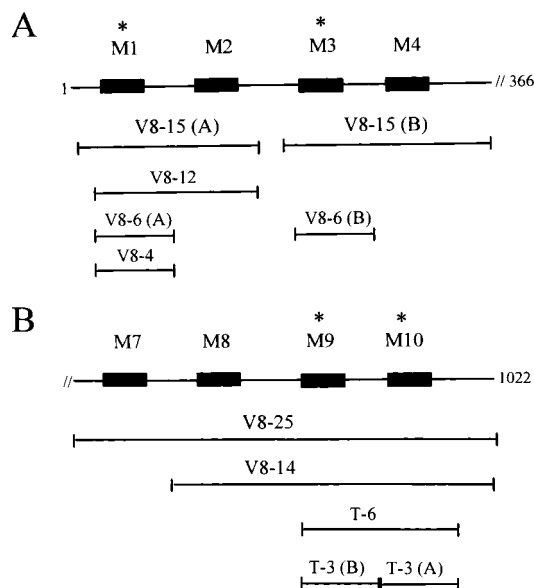 A
* *
M1 M2 M3 M4
1 // 366
V8-15 (A) V8-15 (B)
V8-12
V8-6 (A) V8-6 (B)
V8-4
B
* *
M7 M8 M9 M10
// 1022
V8-25
V8-14
T-6
T-3 (B) T-3 (A)